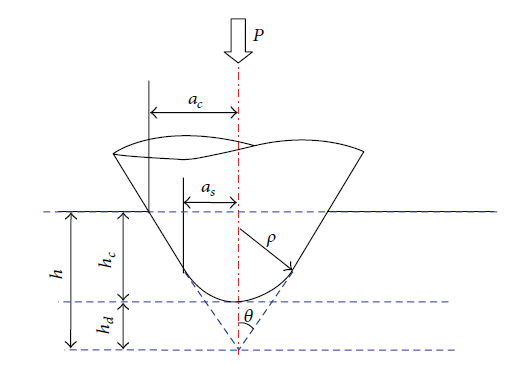 P
a_c
a_s
ρ
h_c
h
h_d
θ